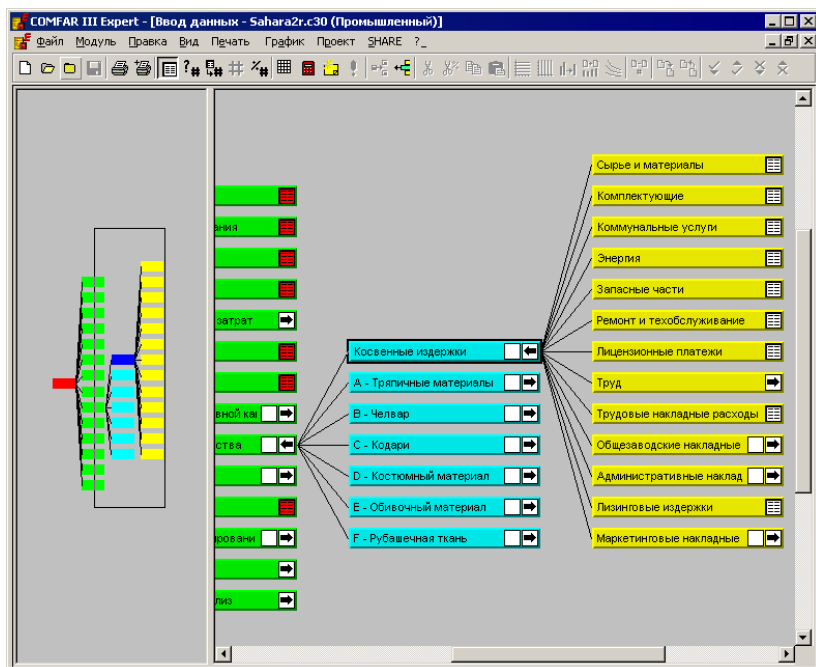 COMFAR III Expert - [Ввод данных - Sahara2r.c30 (Промышленный)]
Файл Модуль Правка Вид Печать График Проект SHARE ?
ания
затрат
вной ка
ства
ровани
лиз
Косвенные издержки
A - Тряпичные материалы
B - Челвар
C - Кодари
D - Костюмный материал
E - Обивочный материал
F - Рубашечная ткань
Сырье и материалы
Комплектующие
Коммунальные услуги
Энергия
Запасные части
Ремонт и техобслуживание
Лицензионные платежи
Труд
Трудовые накладные расходы
Общезаводские накладные
Административные наклад
Лизинговые издержки
Маркетинговые накладные